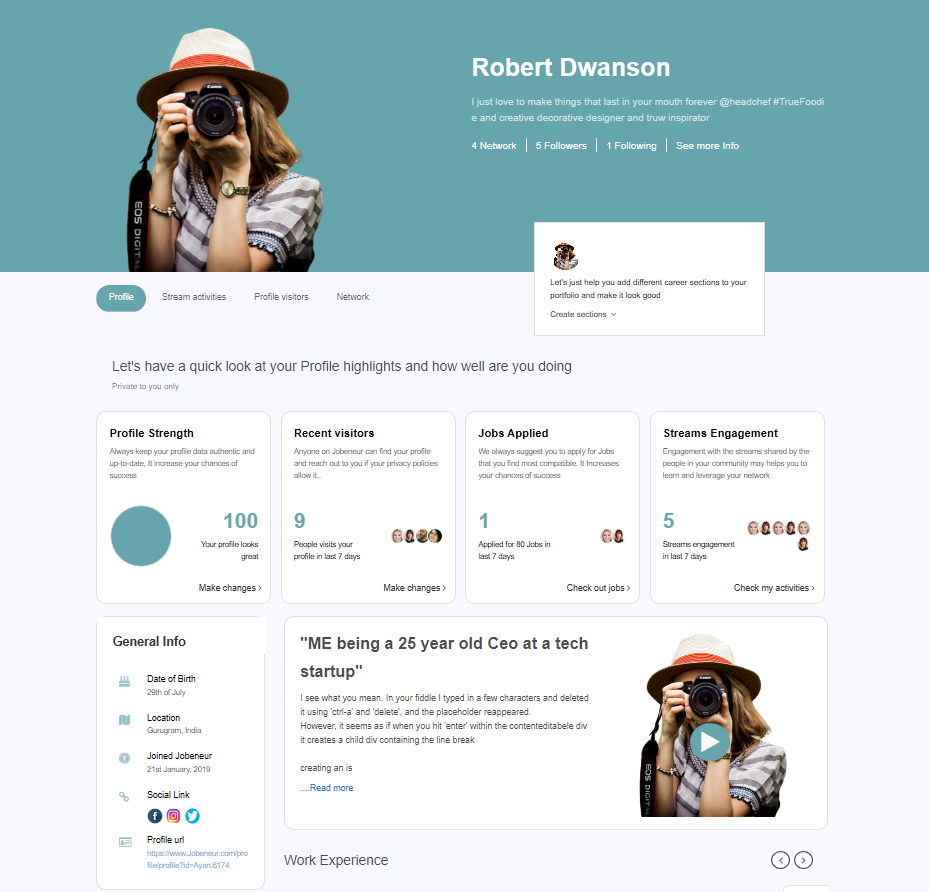 Robert Dwanson
I just love to make things that last in your mouth forever @headchef #TrueFoodi
e and creative decorative designer and truw inspirator
4 Network
5 Followers
1 Following
See more Info
Canon
EOS DIGIT
Let's just help you add different career sections to your
portfolio and make it look good
Create sections
Profile
Stream activities
Profile visitors
Network
Let's have a quick look at your Profile highlights and how well are you doing
Private to you only
Profile Strength
Always keep your profile data authentic and
up-to-date, It increase your chances of
success
100
Your profile looks
great
Make changes ›
Recent visitors
Anyone on Jobeneur can find your profile
and reach out to you if your privacy policies
allow it..
9
People visits your
profile in last 7 days
Make changes ›
Jobs Applied
We always suggest you to apply for Jobs
that you find most compatible. It Increases
your chances of success
1
Applied for 80 Jobs in
last 7 days
Check out jobs ›
Streams Engagement
Engagement with the streams shared by the
people in your community may helps you to
learn and leverage your network
5
Streams engagement
in last 7 days
Check my activities ›
General Info
Date of Birth
29th of July
Location
Gurugram, India
Joined Jobeneur
21st January, 2019
Social Link
Profile url
https://www.Jobeneur.com/pro
file/profile?id=Ayan.6174
"ME being a 25 year old Ceo at a tech
startup"
I see what you mean. In your fiddle I typed in a few characters and deleted
it using 'ctrl-a' and 'delete', and the placeholder reappeared.
However, it seems as if when you hit 'enter' within the contenteditabele div
it creates a child div containing the line break
creating an is
....Read more
Canon
EOS DIGIT
Work Experience